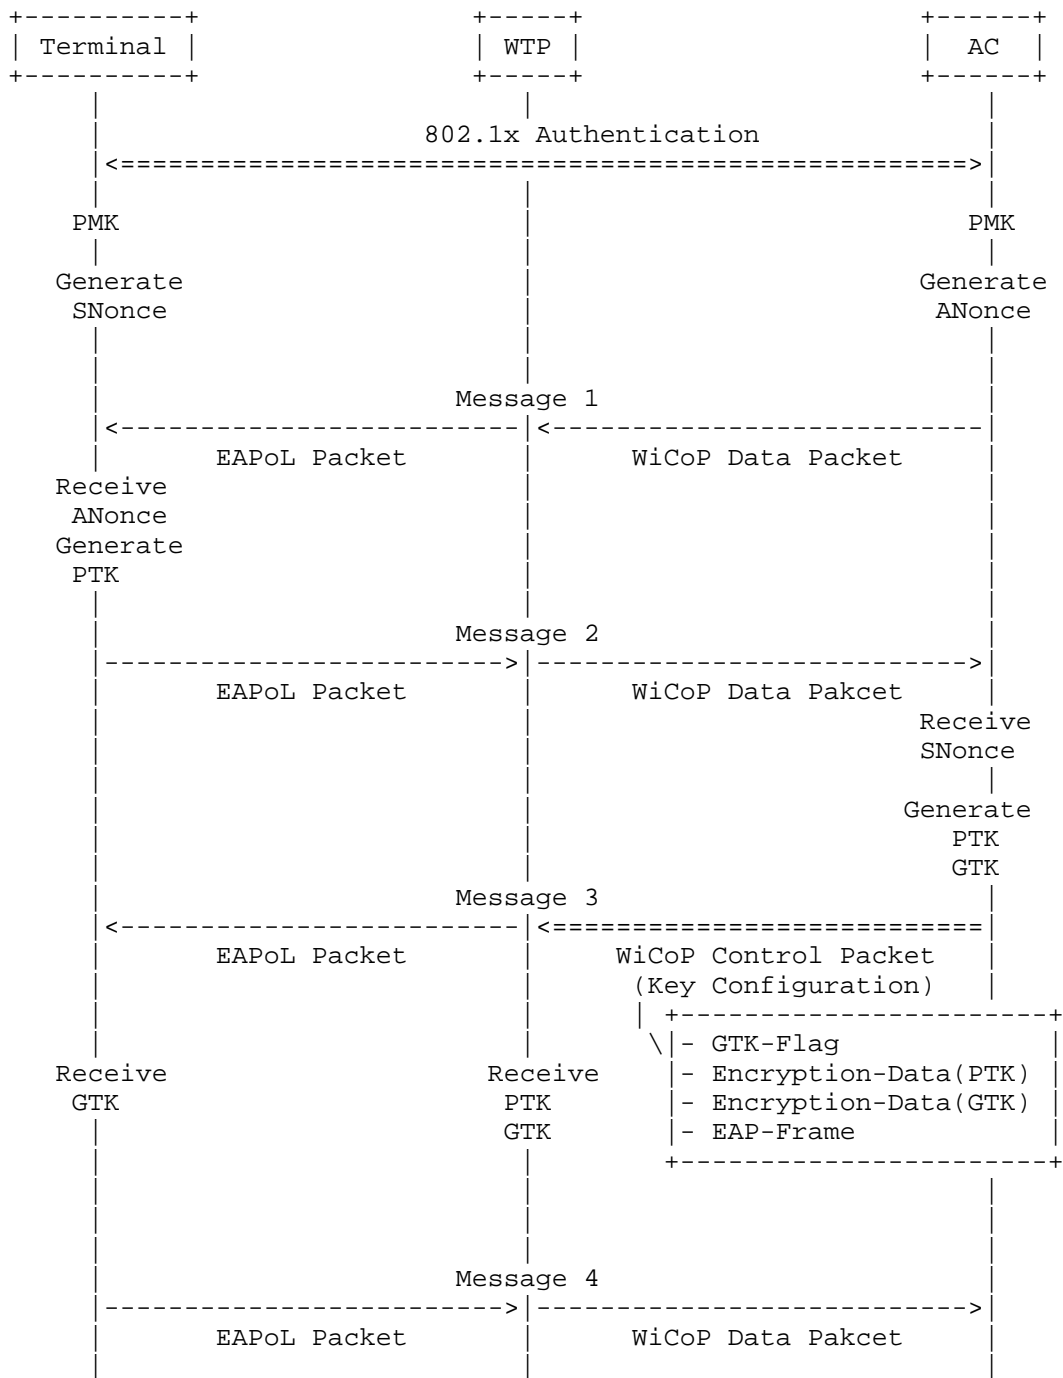 Terminal WTP AC
802.1x Authentication
PMK PMK
Generate Generate
SNonce ANonce
Message 1
EAPoL Packet WiCoP Data Packet
Receive
ANonce
Generate
PTK
Message 2
EAPoL Packet WiCoP Data Pakcet
Receive
SNonce
Generate
PTK
GTK
Message 3
EAPoL Packet WiCoP Control Packet
(Key Configuration)
- GTK-Flag
Receive Receive - Encryption-Data(PTK)
GTK PTK - Encryption-Data(GTK)
GTK - EAP-Frame
Message 4
EAPoL Packet WiCoP Data Pakcet